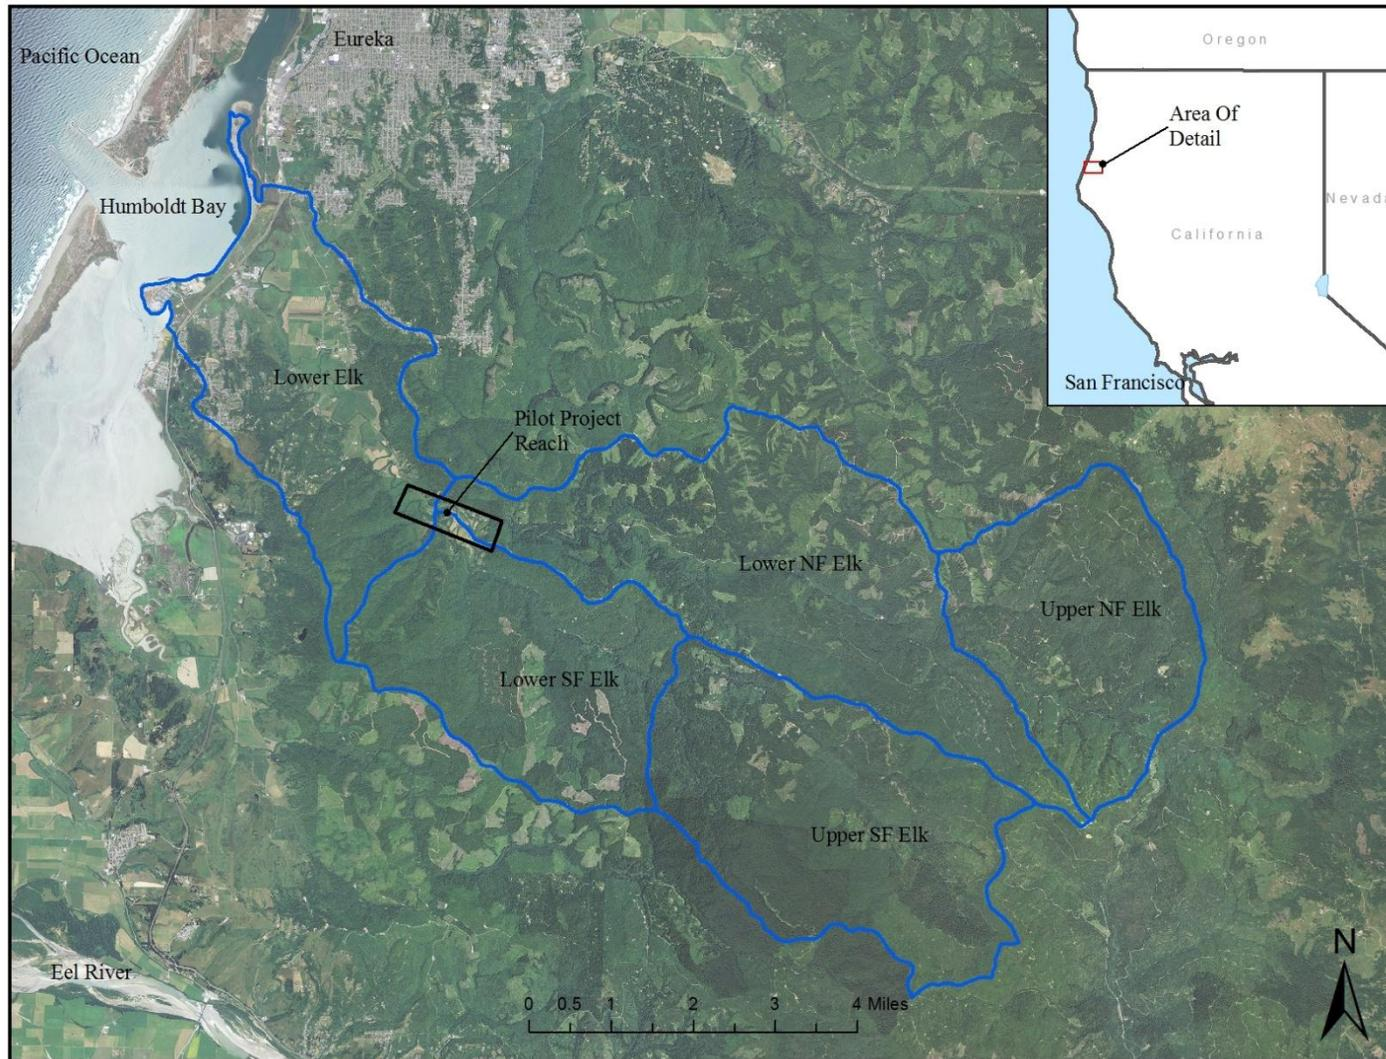 Pacific Ocean
Eureka
Oregon
Area Of
Detail
Humboldt Bay
Nevada
California
San Francisco
Lower Elk
Pilot Project
Reach
Lower NF Elk
Upper NF Elk
Lower SF Elk
Upper SF Elk
Eel River
0 0.5 1 2 3 4 Miles
N